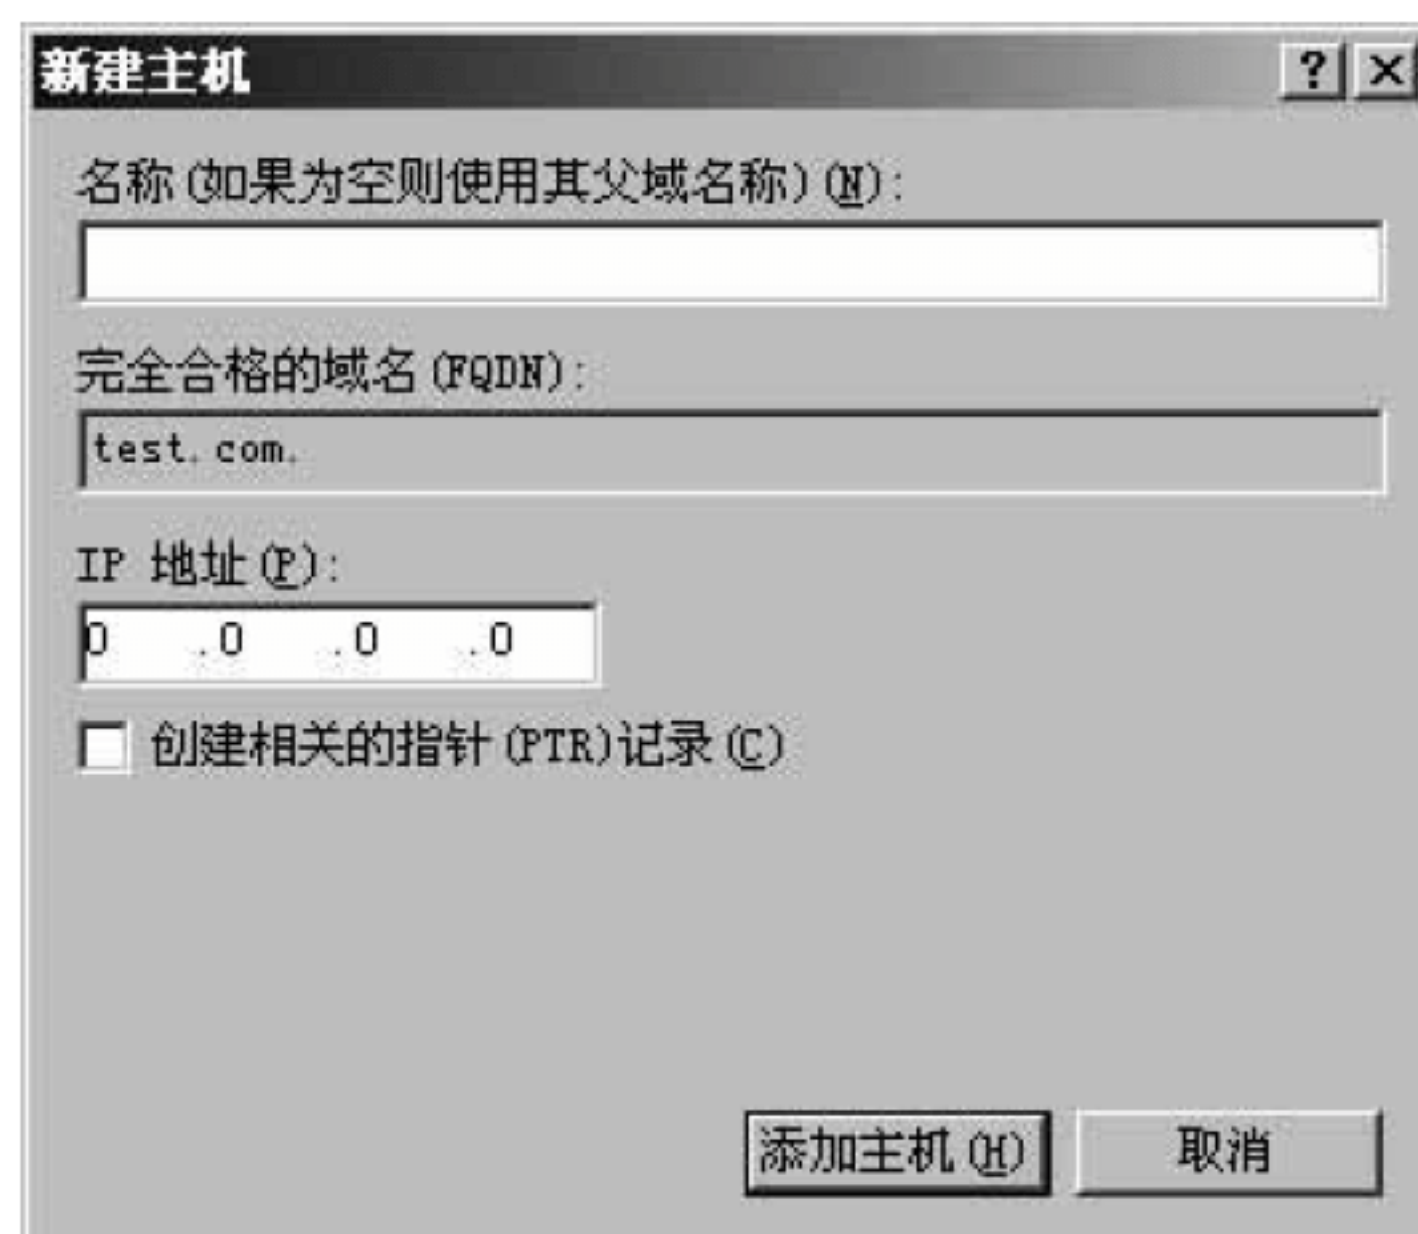 新建主机
名称(如果为空则使用其父域名称)(N):
完全合格的域名(FQDN):
test.com.
IP 地址(P):
0 .0 .0 .0
创建相关的指针(PTR)记录(C)
添加主机(H) 取消